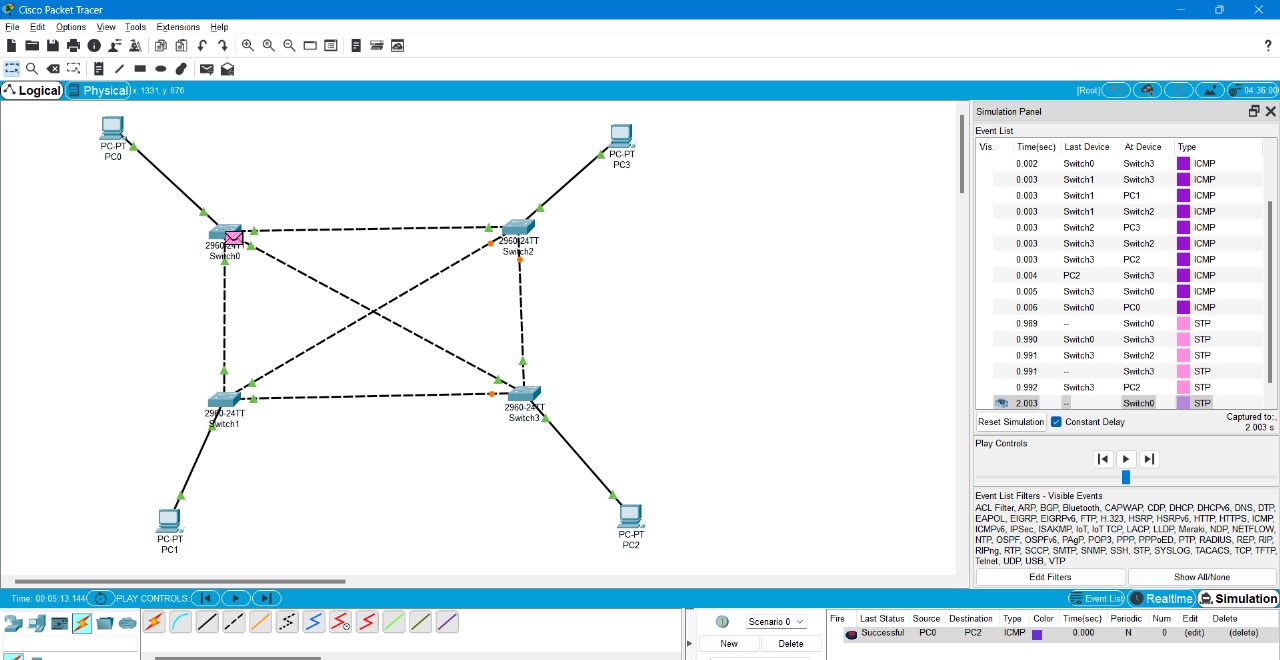 Cisco Packet Tracer
File Edit Options View Tools Extensions Help
?
Logical Physical x: 1331, y: 676 [Root] 04:36:00
PC-PT
PC0
PC-PT
PC3
2960-24TT
Switch0
2960-24TT
Switch2
2960-24TT
Switch1
2960-24TT
Switch3
PC-PT
PC1
PC-PT
PC2
Simulation Panel
Event List
Vis. Time(sec) Last Device At Device Type
0.002 Switch0 Switch3 ICMP
0.003 Switch1 Switch3 ICMP
0.003 Switch1 PC1 ICMP
0.003 Switch1 Switch2 ICMP
0.003 Switch2 PC3 ICMP
0.003 Switch3 Switch2 ICMP
0.003 Switch3 PC2 ICMP
0.004 PC2 Switch3 ICMP
0.005 Switch3 Switch0 ICMP
0.006 Switch0 PC0 ICMP
0.989 -- Switch0 STP
0.990 Switch0 Switch3 STP
0.991 Switch3 Switch2 STP
0.991 -- Switch3 STP
0.992 Switch3 PC2 STP
2.003 -- Switch0 STP
Reset Simulation Constant Delay Captured to:
2.003 s
Play Controls
Event List Filters - Visible Events
ACL Filter, ARP, BGP, Bluetooth, CAPWAP, CDP, DHCP, DHCPv6, DNS, DTP,
EAPOL, EIGRP, EIGRPv6, FTP, H.323, HSRP, HSRPv6, HTTP, HTTPS, ICMP,
ICMPv6, IPSec, ISAKMP, IoT, IoT TCP, LACP, LLDP, Meraki, NDP, NETFLOW,
NTP, OSPF, OSPFv6, PAgP, POP3, PPP, PPPoED, PTP, RADIUS, REP, RIP,
RIPng, RTP, SCCP, SMTP, SNMP, SSH, STP, SYSLOG, TACACS, TCP, TFTP,
Telnet, UDP, USB, VTP
Edit Filters Show All/None
Time: 00:05:13.144 PLAY CONTROLS: Event List Realtime Simulation
Scenario 0
New Delete
Fire Last Status Source Destination Type Color Time(sec) Periodic Num Edit Delete
Successful PC0 PC2 ICMP 0.000 N 0 (edit) (delete)